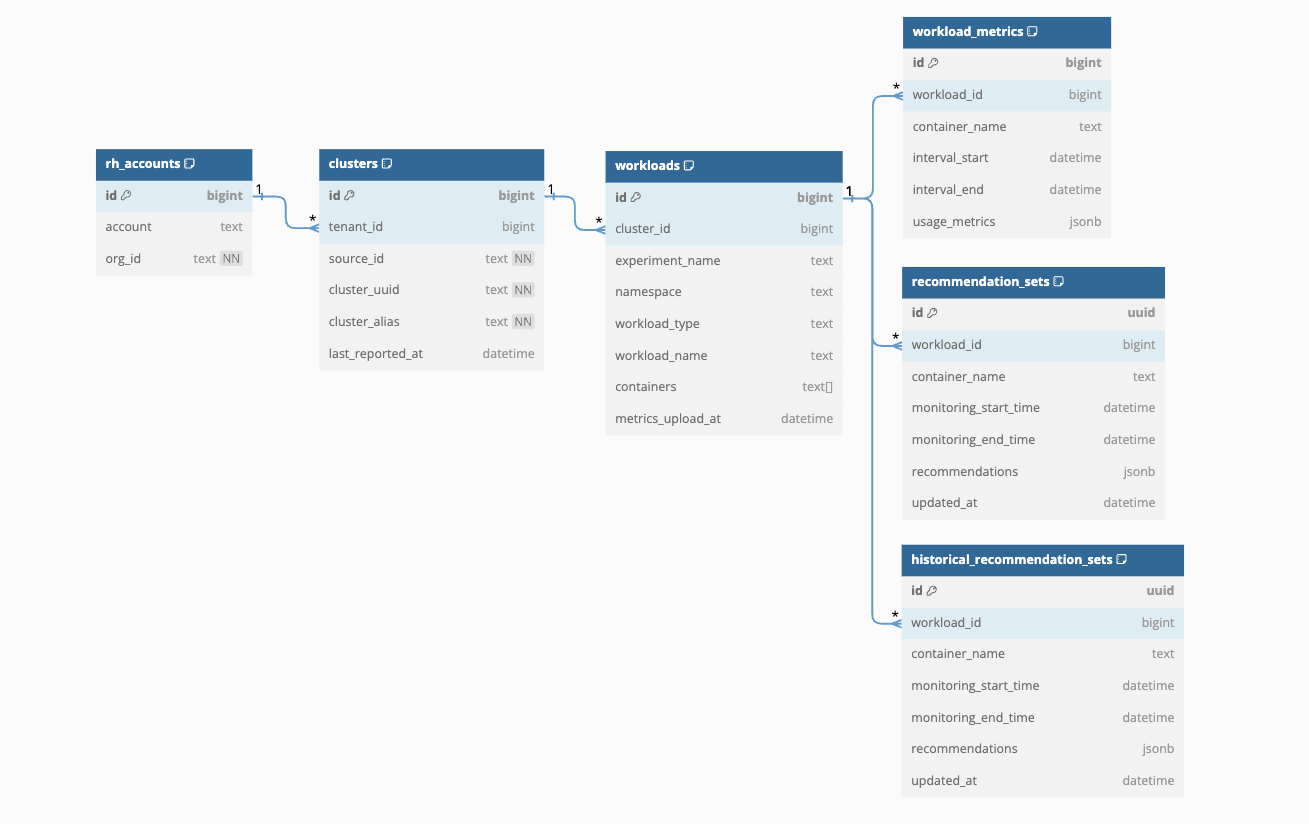 rh_accounts
id bigint
account text
org_id text NN
1
*
clusters
id bigint
tenant_id bigint
source_id text NN
cluster_uuid text NN
cluster_alias text NN
last_reported_at datetime
1
*
workloads
id bigint
cluster_id bigint
experiment_name text
namespace text
workload_type text
workload_name text
containers text[]
metrics_upload_at datetime
1
*
workload_metrics
id bigint
workload_id bigint
container_name text
interval_start datetime
interval_end datetime
usage_metrics jsonb
*
recommendation_sets
id uuid
workload_id bigint
container_name text
monitoring_start_time datetime
monitoring_end_time datetime
recommendations jsonb
updated_at datetime
*
historical_recommendation_sets
id uuid
workload_id bigint
container_name text
monitoring_start_time datetime
monitoring_end_time datetime
recommendations jsonb
updated_at datetime